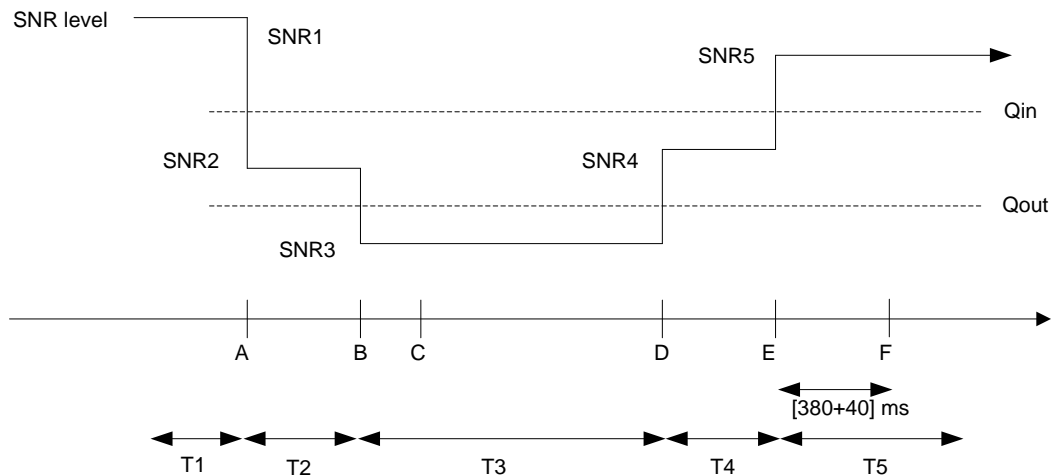 SNR level
SNR1
SNR5
Qin
SNR2
SNR4
Qout
SNR3
A B C D E F
[380+40] ms
T1 T2 T3 T4 T5